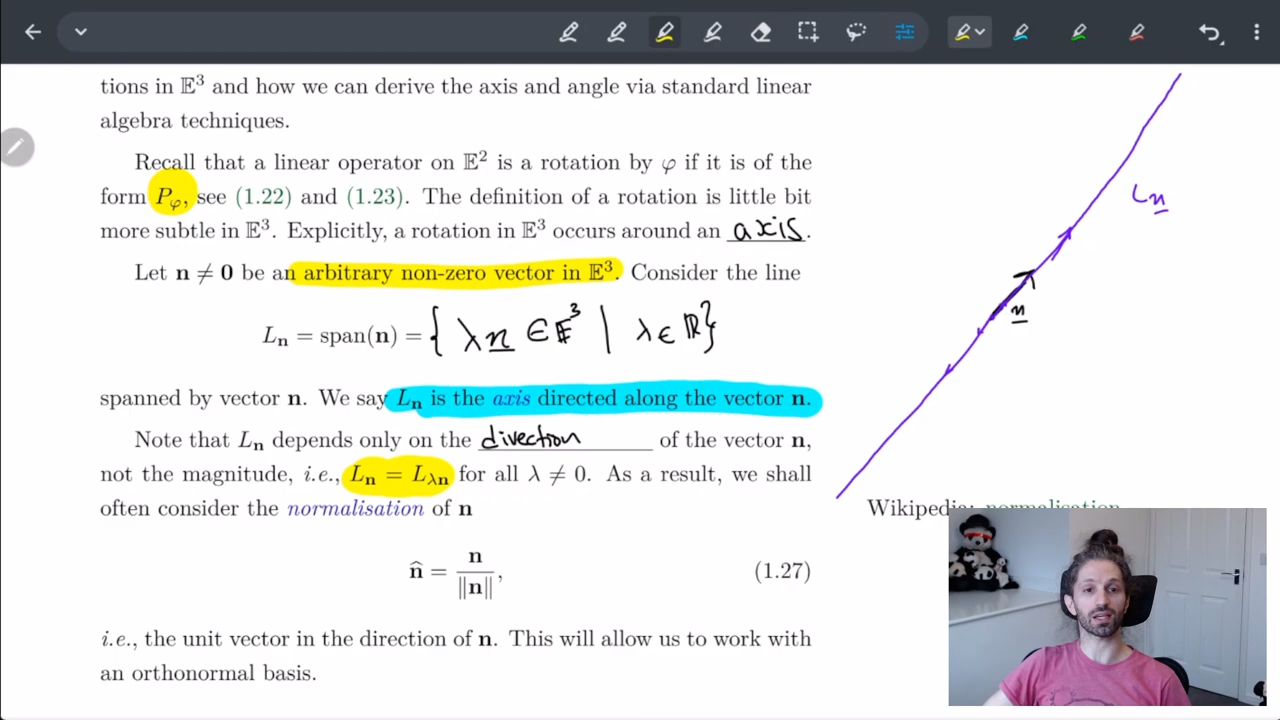 tions in 𝔼³ and how we can derive the axis and angle via standard linear
algebra techniques.
Recall that a linear operator on 𝔼² is a rotation by φ if it is of the
form P_φ, see (1.22) and (1.23). The definition of a rotation is little bit
more subtle in 𝔼³. Explicitly, a rotation in 𝔼³ occurs around an axis.
Let n ≠ 0 be an arbitrary non-zero vector in 𝔼³. Consider the line
L_n = span(n) = { λn ∈ 𝔼³ | λ ∈ ℝ }
spanned by vector n. We say L_n is the axis directed along the vector n.
Note that L_n depends only on the direction of the vector n,
not the magnitude, i.e., L_n = L_λn for all λ ≠ 0. As a result, we shall
often consider the normalisation of n
n̂ = n / ‖n‖, (1.27)
i.e., the unit vector in the direction of n. This will allow us to work with
an orthonormal basis.
L_n
n
Wikipedia: normalisation